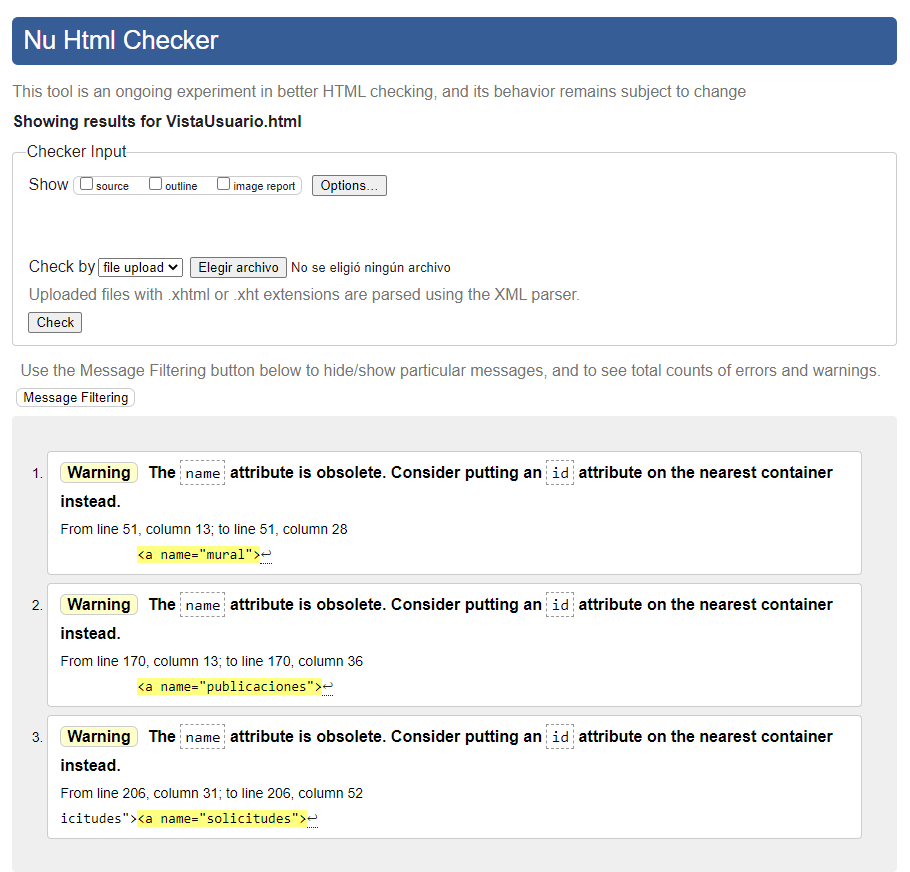 Nu Html Checker
This tool is an ongoing experiment in better HTML checking, and its behavior remains subject to change
Showing results for VistaUsuario.html
Checker Input
Show source outline image report Options...
Check by file upload Elegir archivo No se eligió ningún archivo
Uploaded files with .xhtml or .xht extensions are parsed using the XML parser.
Check
Use the Message Filtering button below to hide/show particular messages, and to see total counts of errors and warnings.
Message Filtering
1. Warning The name attribute is obsolete. Consider putting an id attribute on the nearest container
instead.
From line 51, column 13; to line 51, column 28
<a name="mural">↩
2. Warning The name attribute is obsolete. Consider putting an id attribute on the nearest container
instead.
From line 170, column 13; to line 170, column 36
<a name="publicaciones">↩
3. Warning The name attribute is obsolete. Consider putting an id attribute on the nearest container
instead.
From line 206, column 31; to line 206, column 52
icitudes"><a name="solicitudes">↩